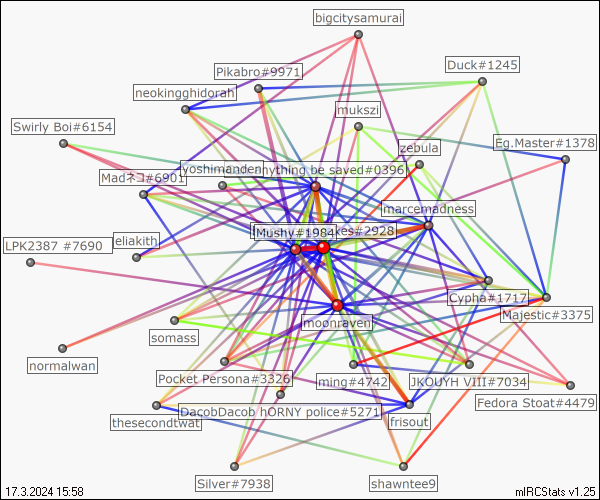 bigcitysamurai
Duck#1245
Pikabro#9971
neokingghidorah
mukszi
Swirly Boi#6154
zebula
Eg.Master#1378
yoshimanden
nything be saved#0396
Madネコ#6901
marcemadness
Mushy#1984
kes#2928
eliakith
LPK2387 #7690
Cypha#1717
Majestic#3375
moonraven
somass
normalwan
Pocket Persona#3326
ming#4742
JKOUYH VIII#7034
Fedora Stoat#4479
DacobDacob hORNY police#5271
thesecondtwat
frisout
Silver#7938
shawntee9
17.3.2024 15:58
mIRCStats v1.25